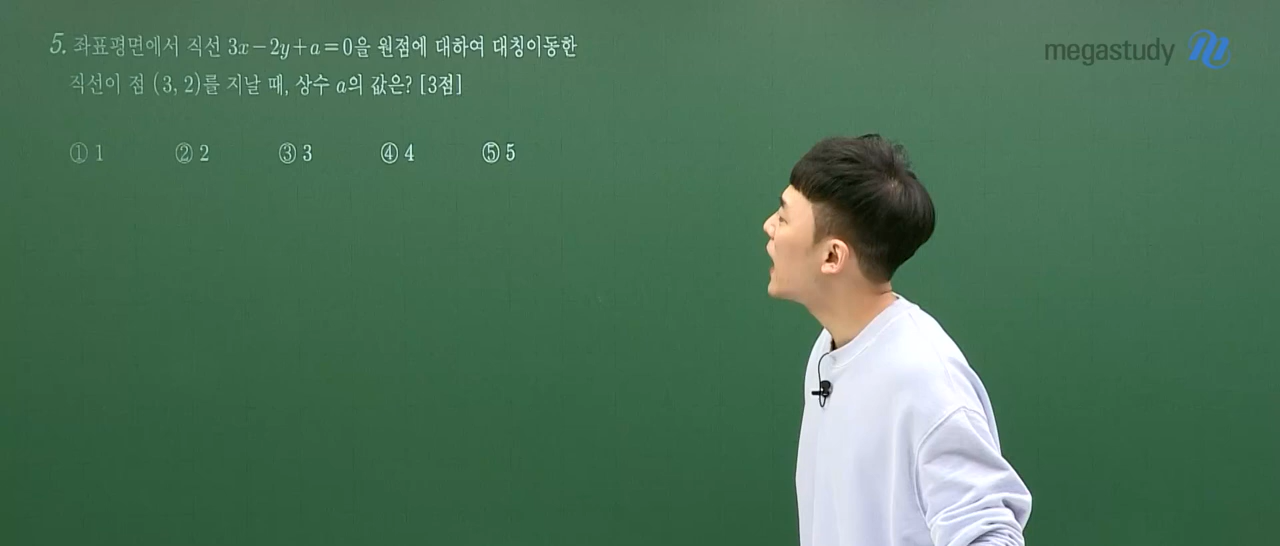 5. 좌표평면에서 직선 3x-2y+a=0을 원점에 대하여 대칭이동한
직선이 점 (3, 2)를 지날 때, 상수 a의 값은? [3점]
① 1 ② 2 ③ 3 ④ 4 ⑤ 5
megastudy